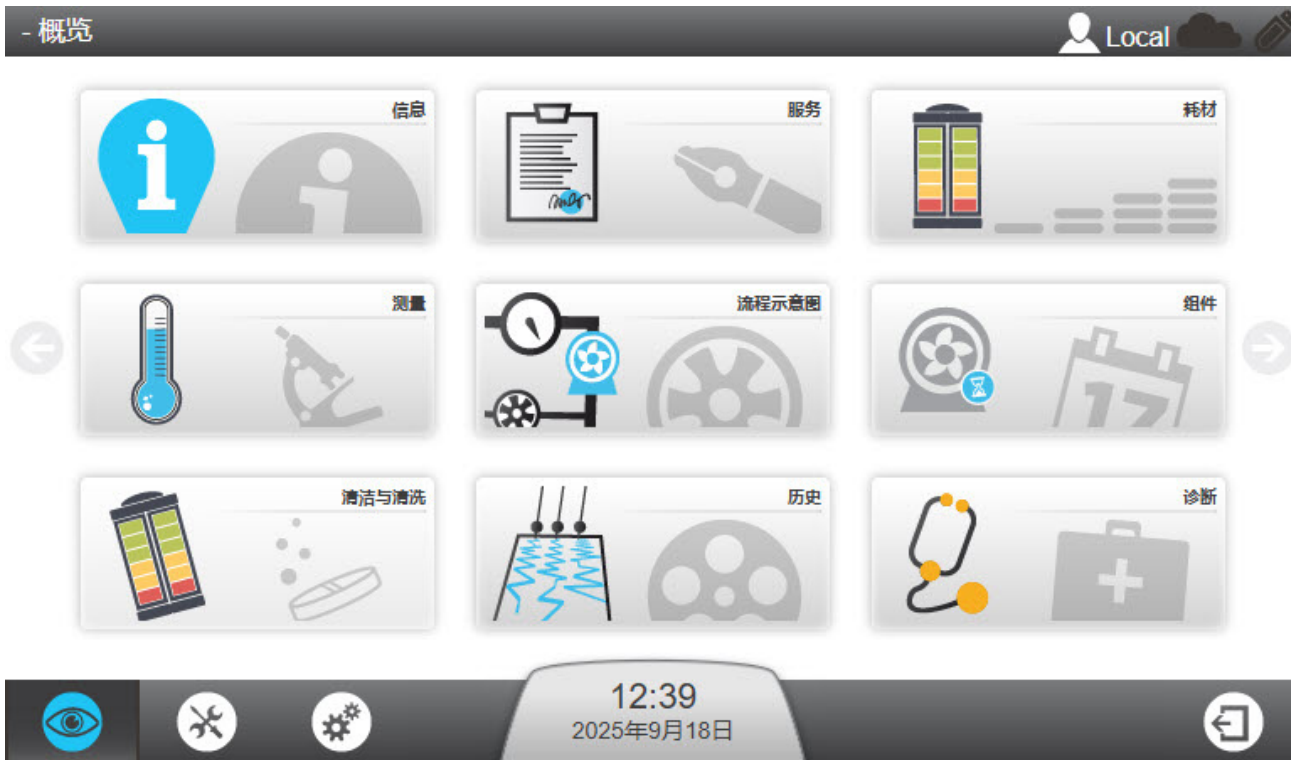 - 概览
Local
信息
服务
耗材
测量
流程示意图
组件
17
清洁与清洗
历史
诊断
12:39
2025年9月18日